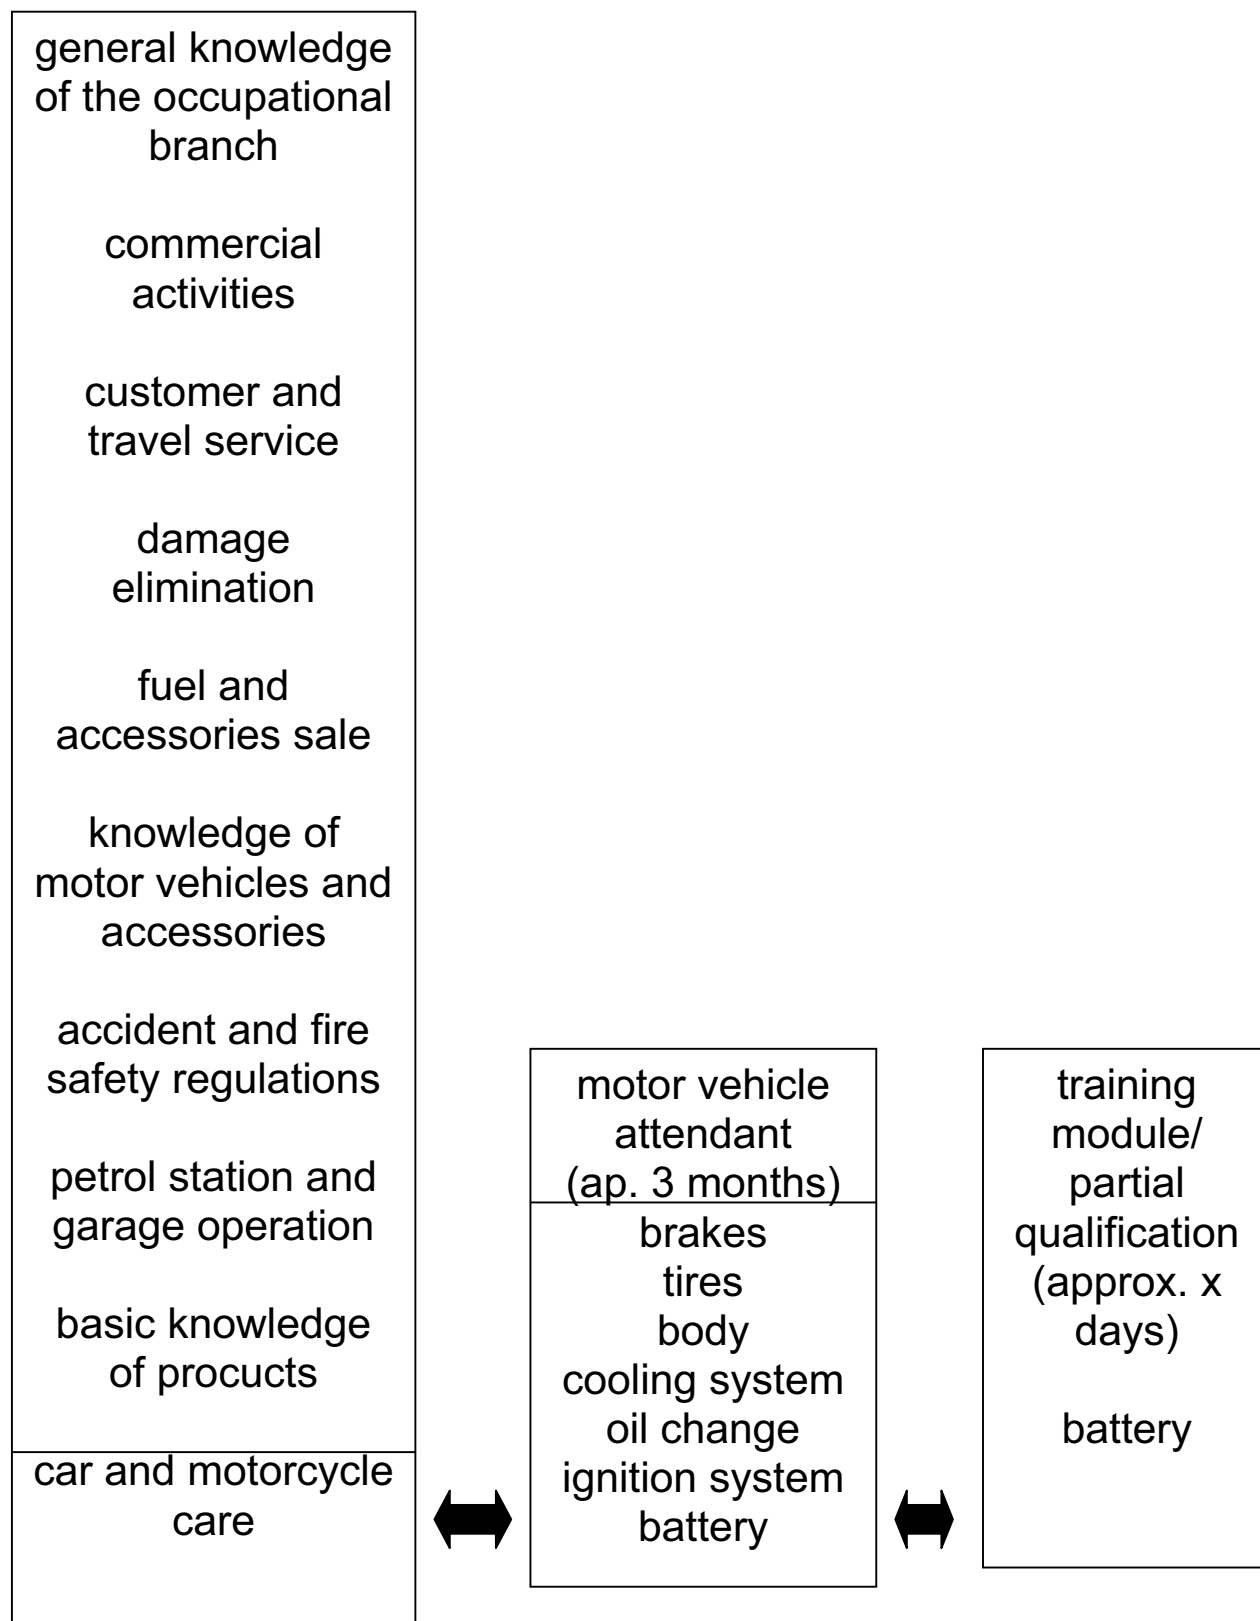 general knowledge
of the occupational
branch
commercial
activities
customer and
travel service
damage
elimination
fuel and
accessories sale
knowledge of
motor vehicles and
accessories
accident and fire
safety regulations
petrol station and
garage operation
basic knowledge
of procucts
car and motorcycle
care
motor vehicle
attendant
(ap. 3 months)
brakes
tires
body
cooling system
oil change
ignition system
battery
training
module/
partial
qualification
(approx. x
days)
battery